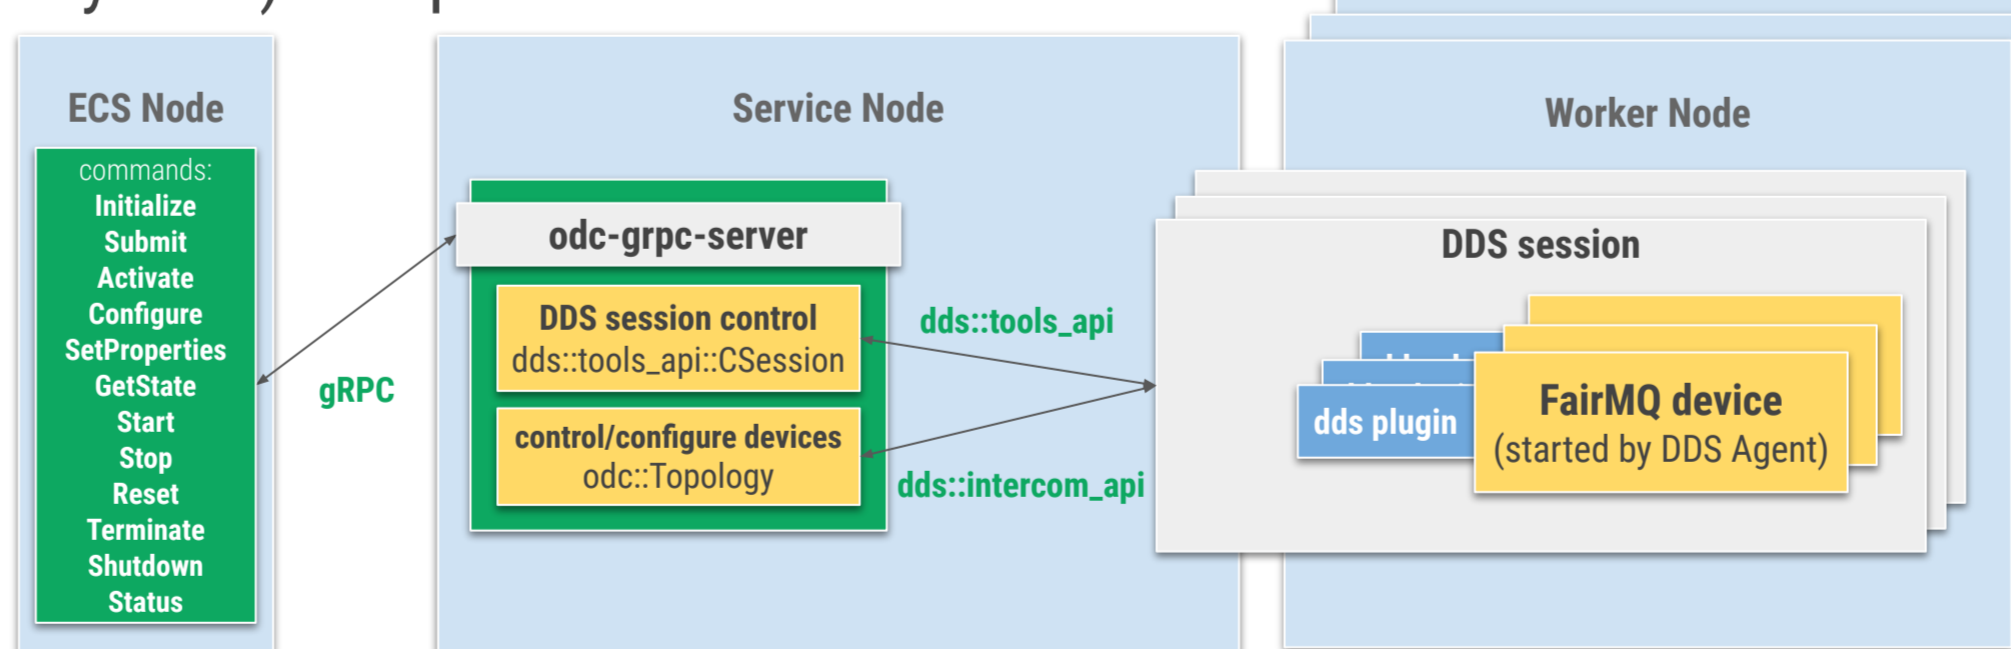 ECS Node
commands:
Initialize
Submit
Activate
Configure
SetProperties
GetState
Start
Stop
Reset
Terminate
Shutdown
Status
gRPC
Service Node
odc-grpc-server
DDS session control
dds::tools_api::CSession
control/configure devices
odc::Topology
dds::tools_api
dds::intercom_api
Worker Node
DDS session
dds plugin
FairMQ device
(started by DDS Agent)